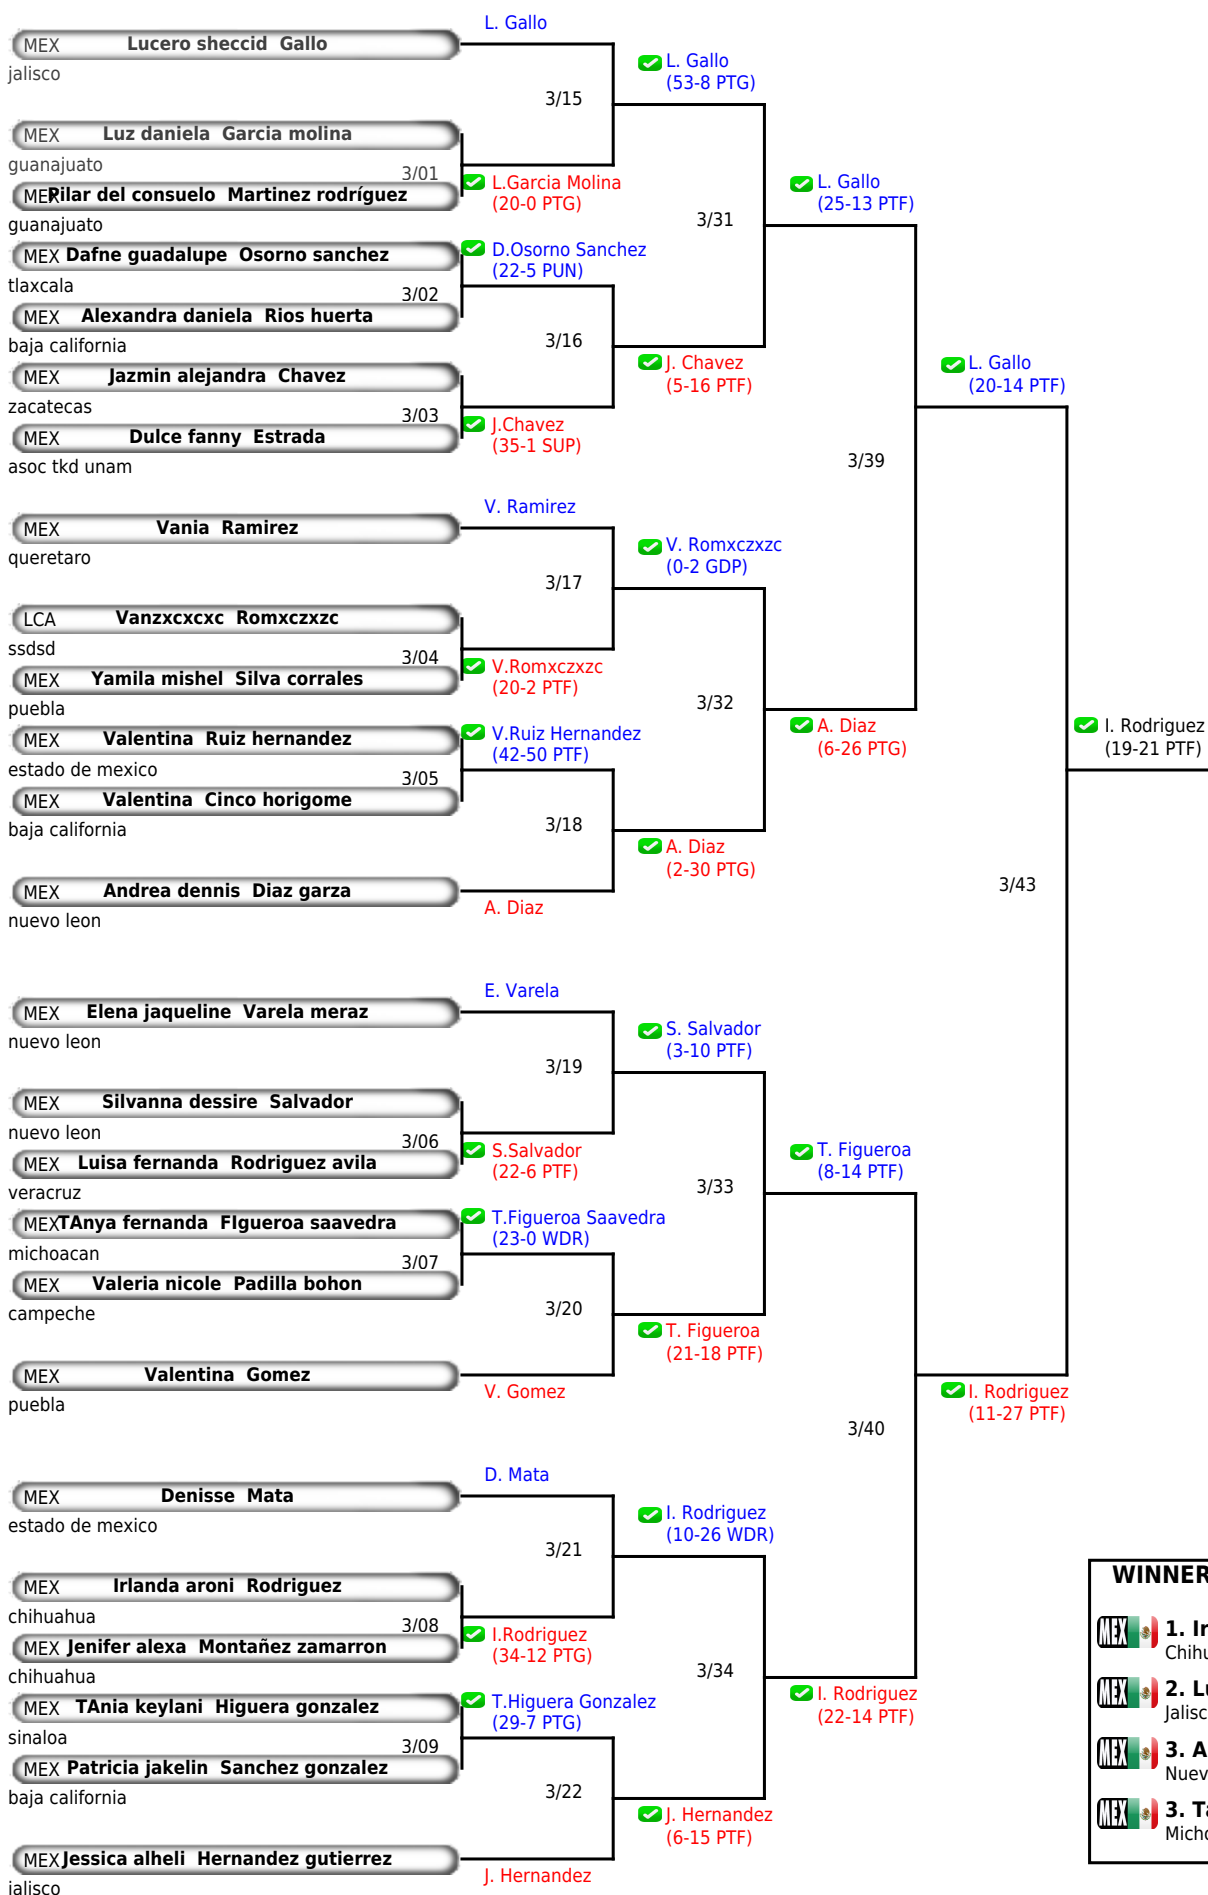 L. Gallo
MEX Lucero sheccid Gallo
jalisco
L. Gallo
(53-8 PTG)
3/15
MEX Luz daniela Garcia molina
guanajuato
3/01
L.Garcia Molina
(20-0 PTG)
MEX Pilar del consuelo Martinez rodríguez
guanajuato
L. Gallo
(25-13 PTF)
3/31
MEX Dafne guadalupe Osorno sanchez
tlaxcala
D.Osorno Sanchez
(22-5 PUN)
3/02
MEX Alexandra daniela Rios huerta
baja california
3/16
J. Chavez
(5-16 PTF)
L. Gallo
(20-14 PTF)
MEX Jazmin alejandra Chavez
zacatecas
3/03
J.Chavez
(35-1 SUP)
MEX Dulce fanny Estrada
asoc tkd unam
3/39
V. Ramirez
MEX Vania Ramirez
queretaro
V. Romxczxzc
(0-2 GDP)
3/17
LCA Vanzxcxcxc Romxczxzc
ssdsd
3/04
V.Romxczxzc
(20-2 PTF)
MEX Yamila mishel Silva corrales
puebla
3/32
A. Diaz
(6-26 PTG)
I. Rodriguez
(19-21 PTF)
MEX Valentina Ruiz hernandez
estado de mexico
V.Ruiz Hernandez
(42-50 PTF)
3/05
MEX Valentina Cinco horigome
baja california
3/18
A. Diaz
(2-30 PTG)
MEX Andrea dennis Diaz garza
nuevo leon
A. Diaz
3/43
E. Varela
MEX Elena jaqueline Varela meraz
nuevo leon
S. Salvador
(3-10 PTF)
3/19
MEX Silvanna dessire Salvador
nuevo leon
3/06
S.Salvador
(22-6 PTF)
MEX Luisa fernanda Rodriguez avila
veracruz
T. Figueroa
(8-14 PTF)
3/33
MEX TAnya fernanda FIgueroa saavedra
michoacan
T.Figueroa Saavedra
(23-0 WDR)
3/07
MEX Valeria nicole Padilla bohon
campeche
3/20
T. Figueroa
(21-18 PTF)
MEX Valentina Gomez
puebla
V. Gomez
I. Rodriguez
(11-27 PTF)
3/40
D. Mata
MEX Denisse Mata
estado de mexico
I. Rodriguez
(10-26 WDR)
3/21
MEX Irlanda aroni Rodriguez
chihuahua
3/08
I.Rodriguez
(34-12 PTG)
MEX Jenifer alexa Montañez zamarron
chihuahua
3/34
I. Rodriguez
(22-14 PTF)
MEX TAnia keylani Higuera gonzalez
sinaloa
T.Higuera Gonzalez
(29-7 PTG)
3/09
MEX Patricia jakelin Sanchez gonzalez
baja california
3/22
J. Hernandez
(6-15 PTF)
MEX Jessica alheli Hernandez gutierrez
jalisco
J. Hernandez
WINNER
MEX 1. Ir
Chihu
MEX 2. Lu
Jalisc
MEX 3. A
Nuev
MEX 3. Ta
Micho